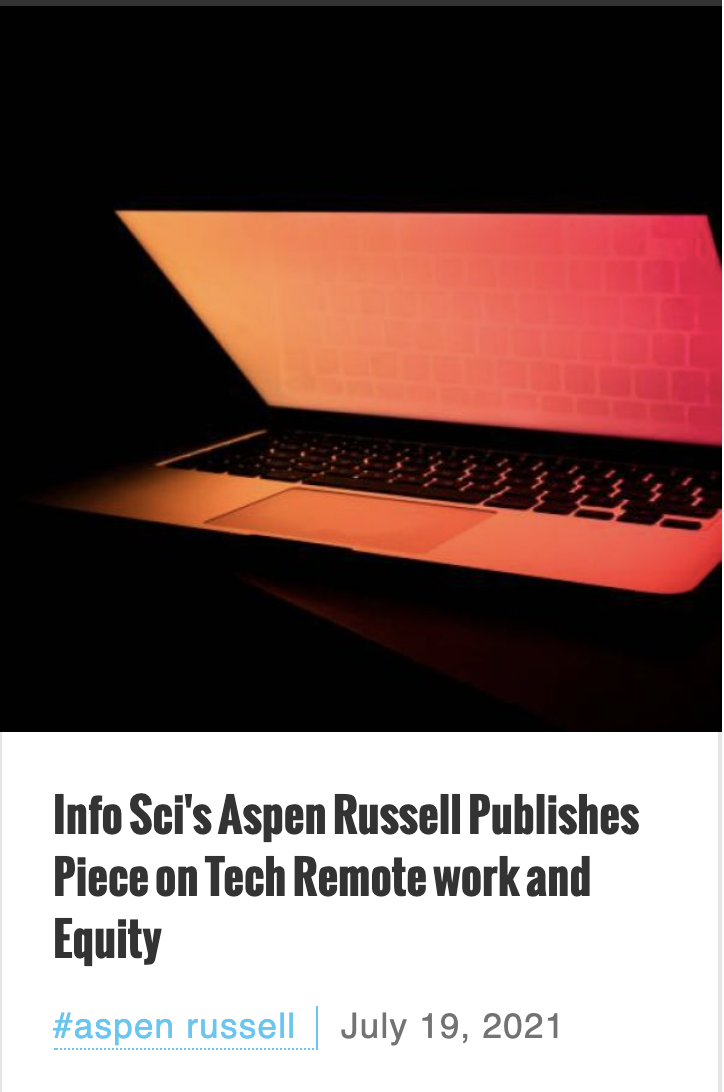 Info Sci's Aspen Russell Publishes
Piece on Tech Remote work and
Equity
#aspen russell
July 19, 2021